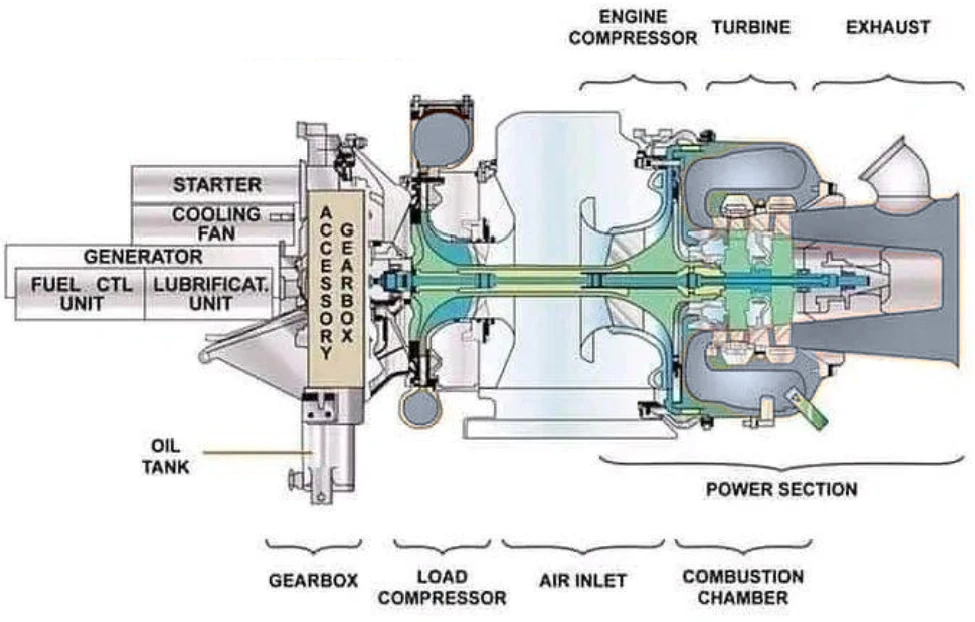 ENGINE
COMPRESSOR
TURBINE
EXHAUST
STARTER
COOLING
FAN
GENERATOR
FUEL CTL
UNIT
LUBRIFICAT.
UNIT
ACCESSORY
GEARBOX
OIL
TANK
POWER SECTION
GEARBOX
LOAD
COMPRESSOR
AIR INLET
COMBUSTION
CHAMBER